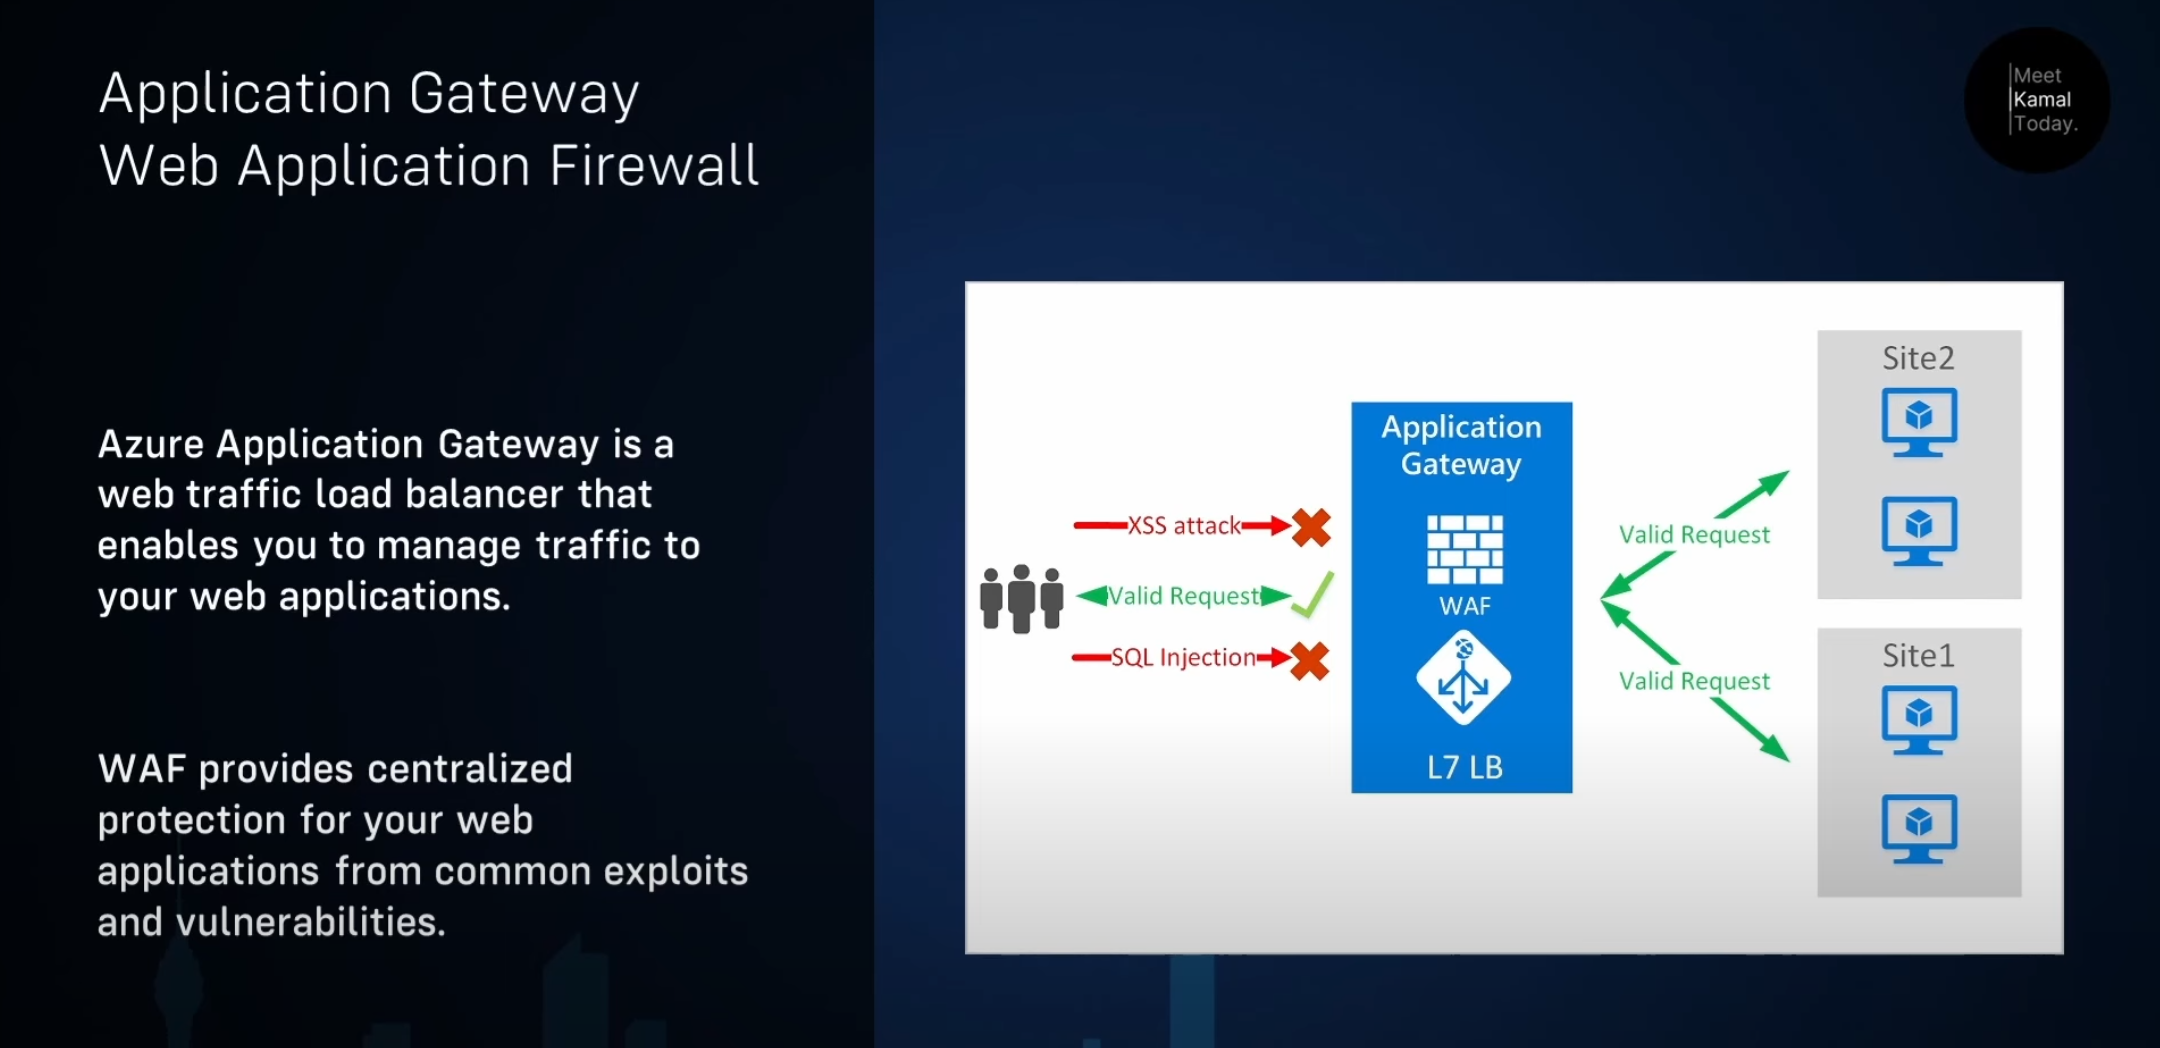 Application Gateway
Web Application Firewall
Meet
Kamal
Today.
Azure Application Gateway is a
web traffic load balancer that
enables you to manage traffic to
your web applications.
WAF provides centralized
protection for your web
applications from common exploits
and vulnerabilities.
XSS attack
Valid Request
SQL Injection
Application
Gateway
WAF
L7 LB
Valid Request
Valid Request
Site2
Site1